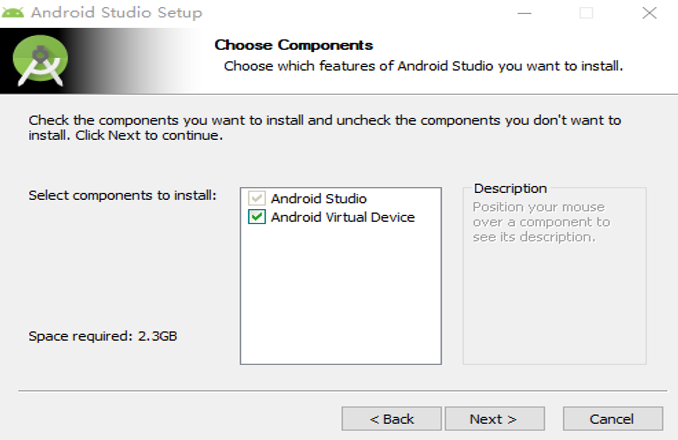 Android Studio Setup
Choose Components
Choose which features of Android Studio you want to install.
Check the components you want to install and uncheck the components you don't want to
install. Click Next to continue.
Select components to install:
Android Studio
Android Virtual Device
Description
Position your mouse
over a component to
see its description.
Space required: 2.3GB
< Back
Next >
Cancel